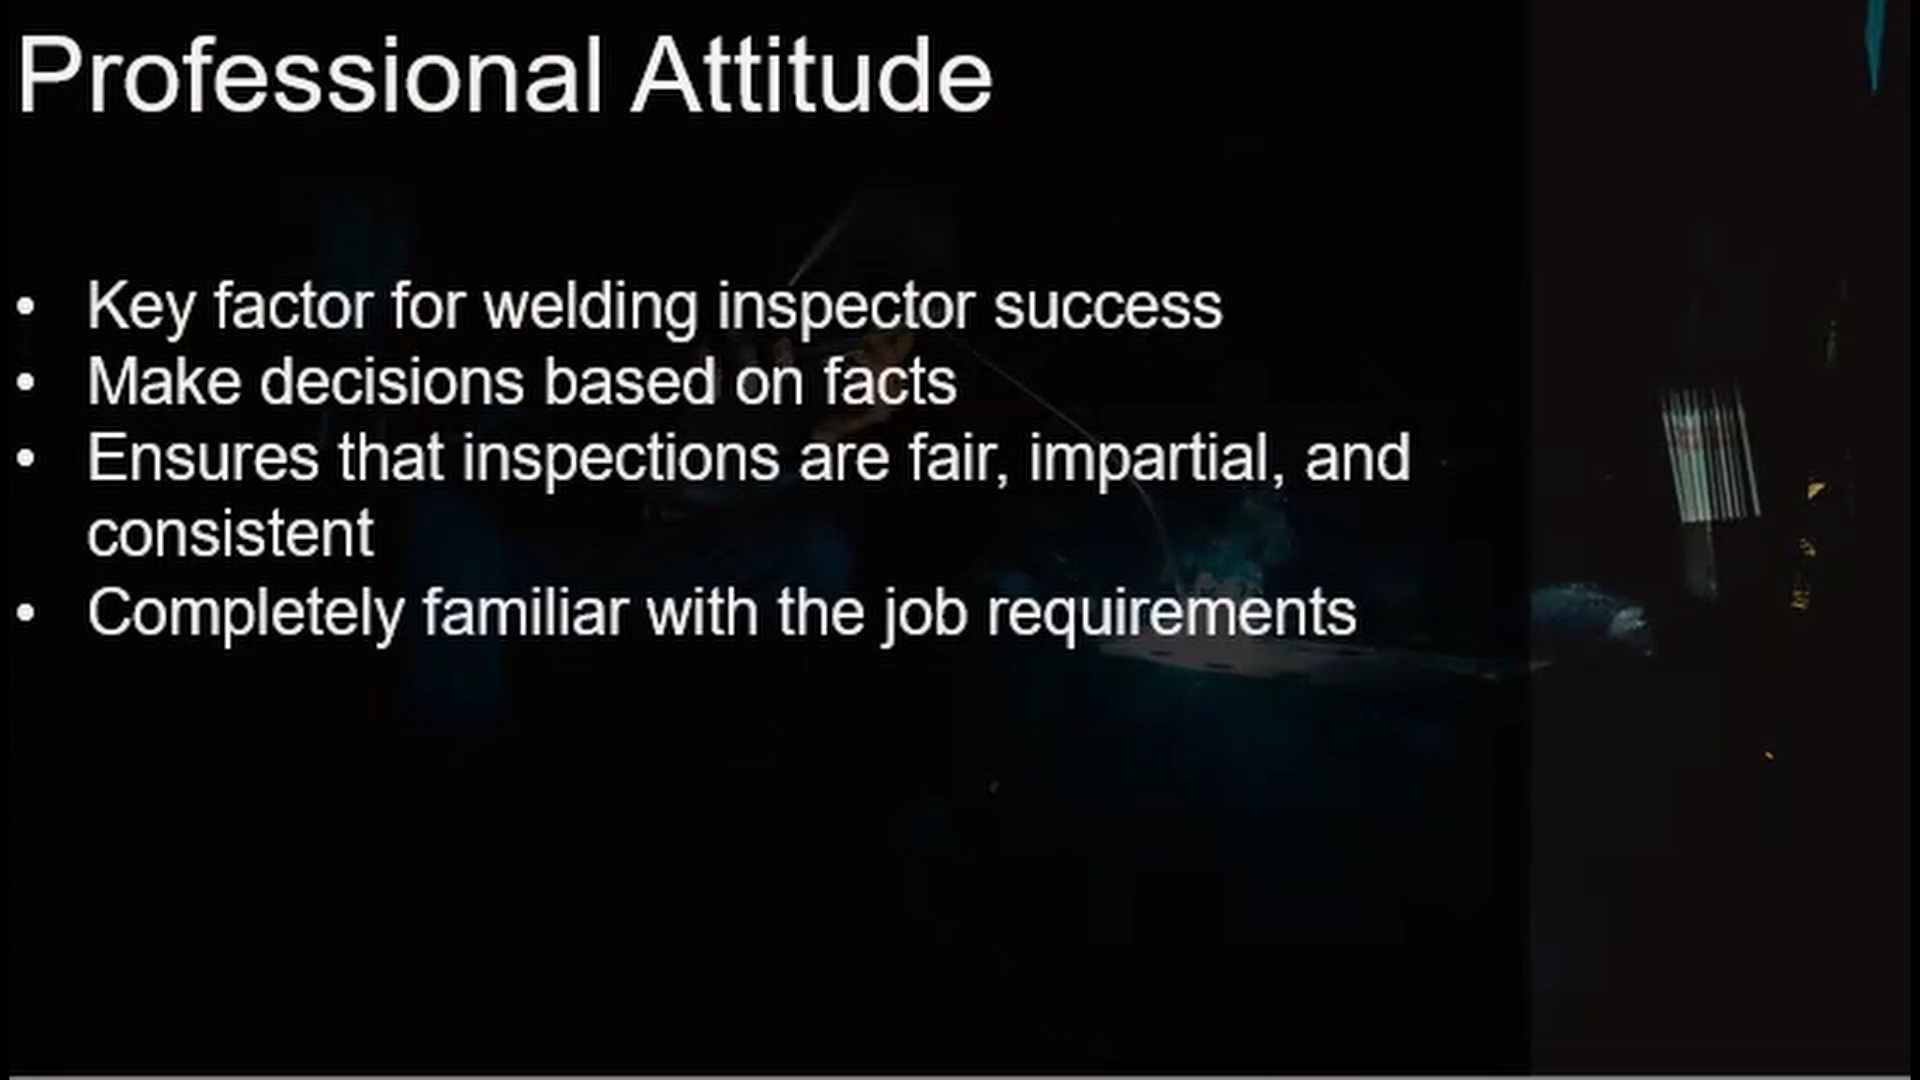 Professional Attitude
• Key factor for welding inspector success
• Make decisions based on facts
• Ensures that inspections are fair, impartial, and
consistent
• Completely familiar with the job requirements